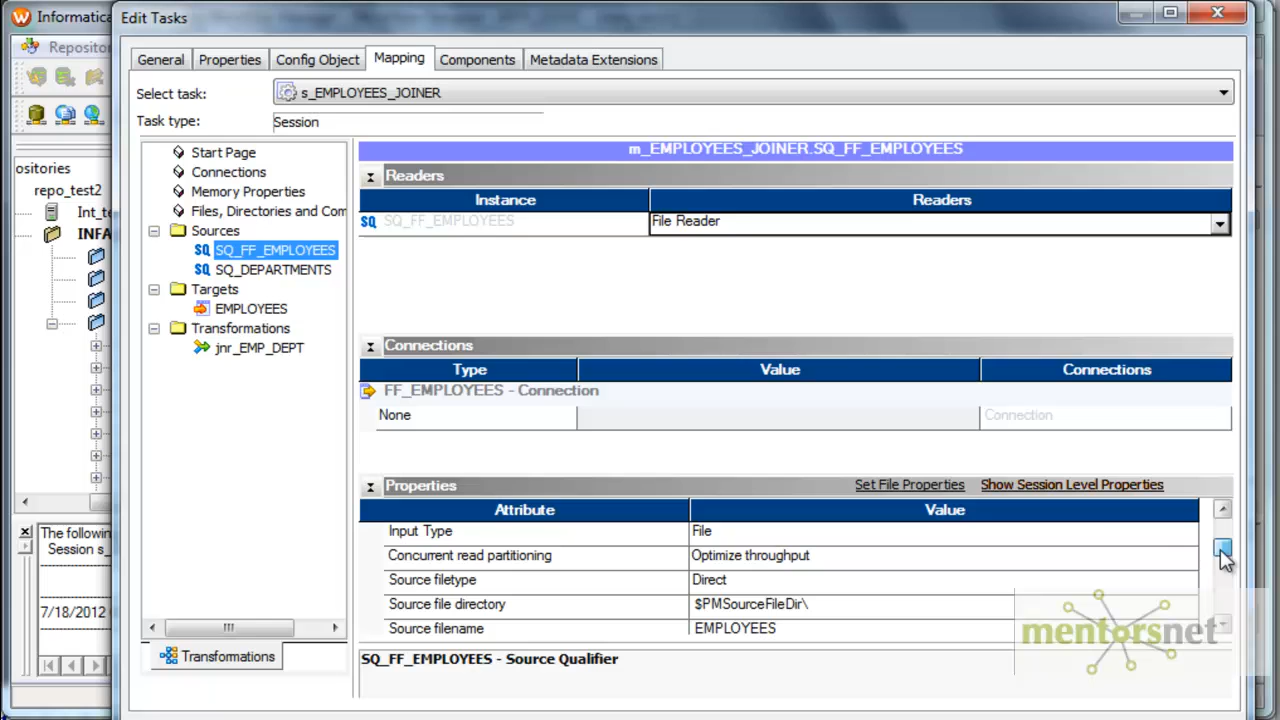 Informatica
Edit Tasks
Repositor
General
Properties
Config Object
Mapping
Components
Metadata Extensions
Select task:
s_EMPLOYEES_JOINER
Task type:
Session
ositories
repo_test2
Int_te
INFA
Start Page
Connections
Memory Properties
Files, Directories and Com
Sources
SQ_FF_EMPLOYEES
SQ_DEPARTMENTS
Targets
EMPLOYEES
Transformations
jnr_EMP_DEPT
Transformations
m_EMPLOYEES_JOINER.SQ_FF_EMPLOYEES
Readers
Instance Readers
SQ_FF_EMPLOYEES File Reader
Connections
Type Value Connections
FF_EMPLOYEES - Connection
None Connection
Properties Set File Properties Show Session Level Properties
Attribute Value
Input Type File
Concurrent read partitioning Optimize throughput
Source filetype Direct
Source file directory $PMSourceFileDir\
Source filename EMPLOYEES
SQ_FF_EMPLOYEES - Source Qualifier
The following
Session s_
7/18/2012
mentorsnet